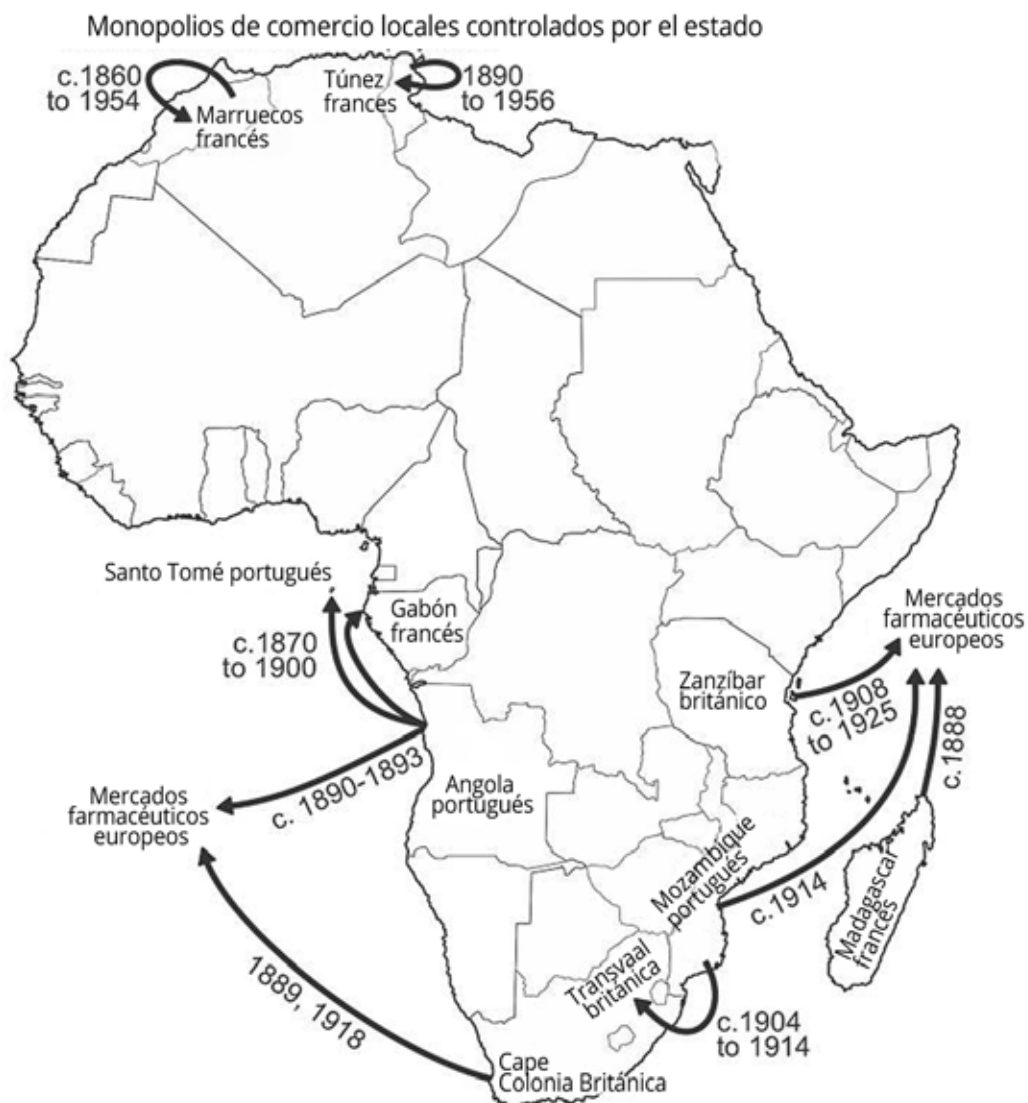 Monopolios de comercio locales controlados por el estado
c.1860
to 1954
Marruecos
francés
Túnez
frances
1890
to 1956
Santo Tomé portugués
c.1870
to 1900
Gabón
francés
Mercados
farmacéuticos
europeos
Zanzíbar
británico
c.1908
to 1925
c.1888
c. 1890-1893
Angola
portugués
Mercados
farmacéuticos
europeos
Mozambique
portugués
c.1914
Madagascar
francés
Transvaal
británica
c.1904
to 1914
1889, 1918
Cape
Colonia Británica